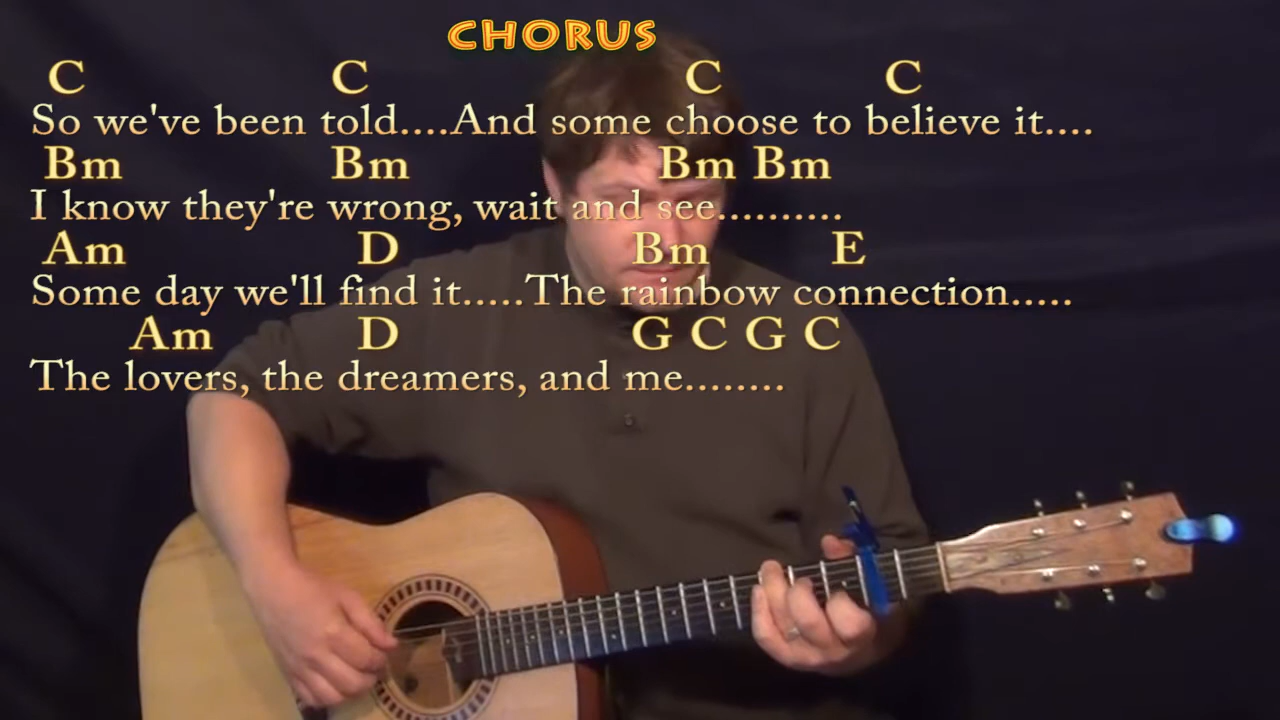 CHORUS
C C C C
So we've been told....And some choose to believe it....
Bm Bm Bm Bm
I know they're wrong, wait and see..........
Am D Bm E
Some day we'll find it.....The rainbow connection.....
Am D G C G C
The lovers, the dreamers, and me........